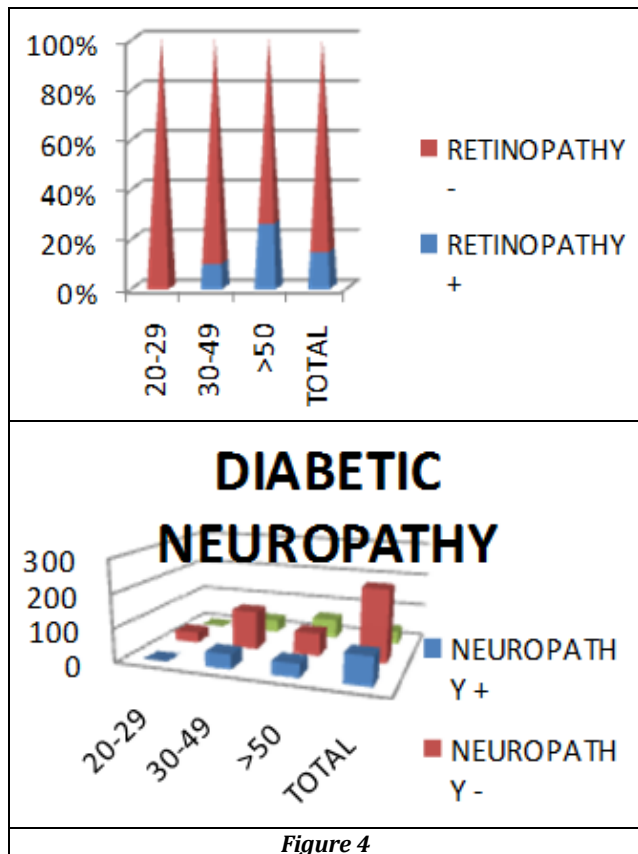 100%
80%
60%
40%
20%
0%
20-29
30-49
>50
TOTAL
RETINOPATHY
-
RETINOPATHY
+
DIABETIC
NEUROPATHY
300
200
100
0
20-29
30-49
>50
TOTAL
NEUROPATH
Y +
NEUROPATH
Y -
Figure 4